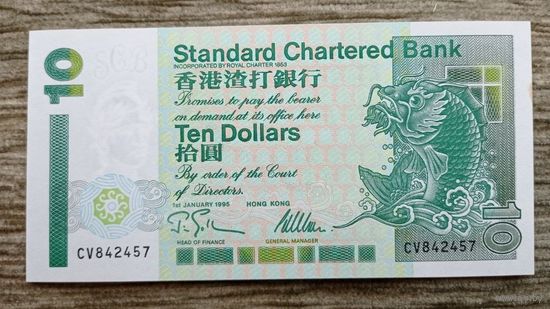 10
Standard Chartered Bank
INCORPORATED BY ROYAL CHARTER 1853
香港渣打銀行
Promises to pay the bearer
on demand at its office here
Ten Dollars
拾圓
By order of the Court
of Directors.
1st JANUARY 1995 HONG KONG
HEAD OF FINANCE GENERAL MANAGER
CV842457
CV842457
10